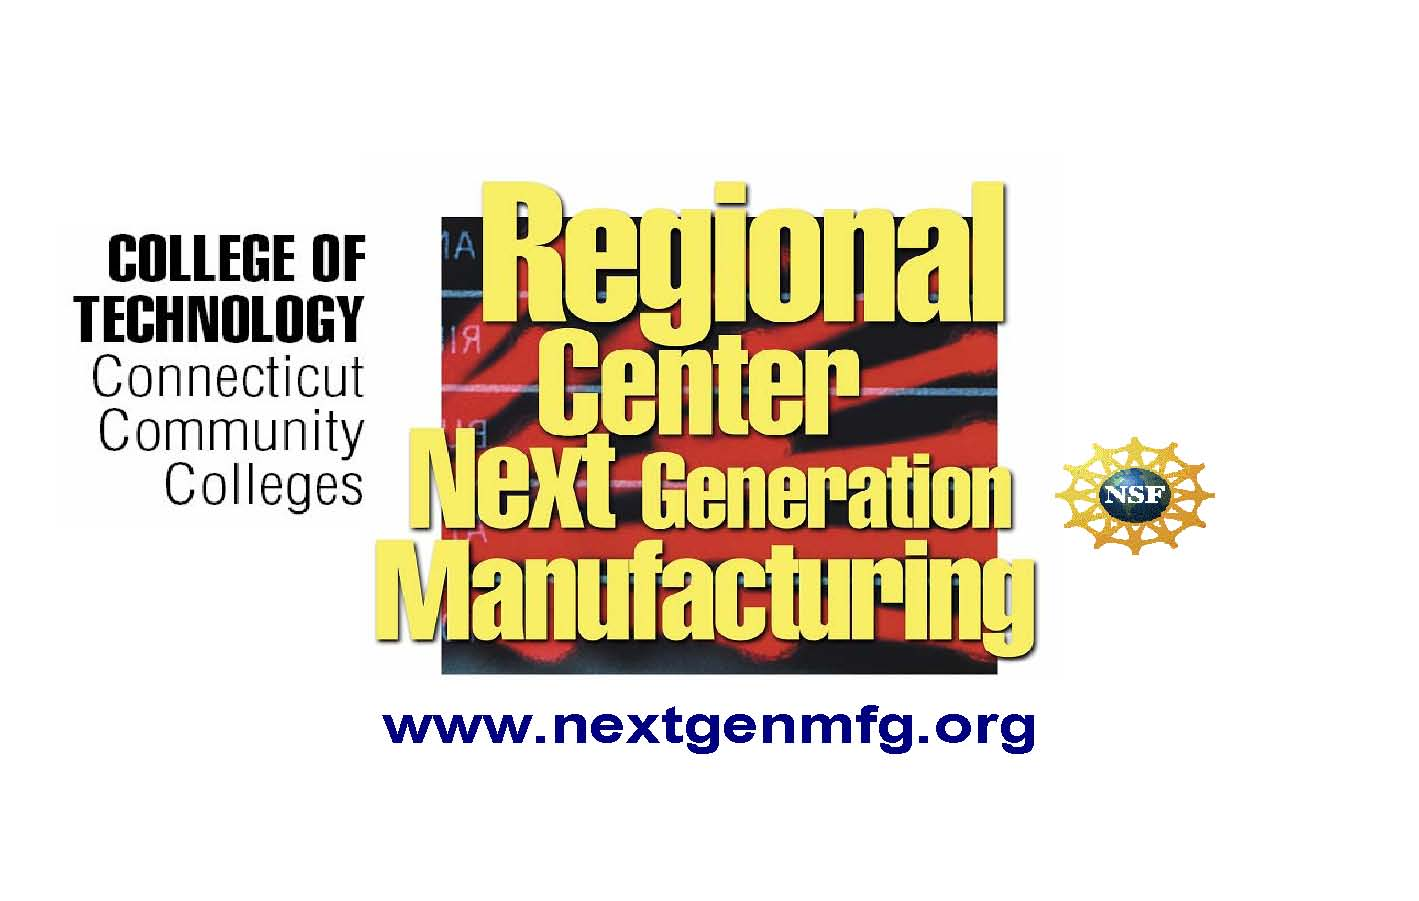 COLLEGE OF
TECHNOLOGY
Connecticut
Community
Colleges
Regional
Center
Next Generation
Manufacturing
NSF
www.nextgenmfg.org